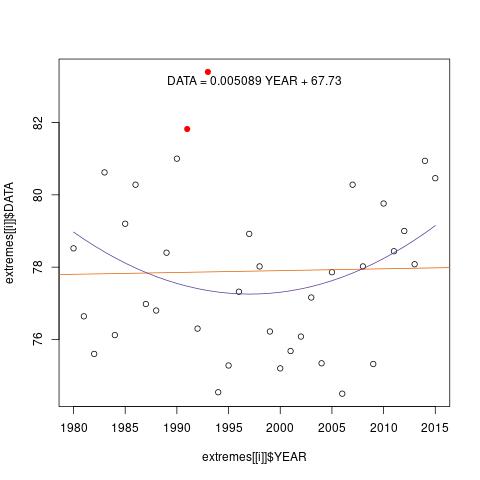 DATA = 0.005089 YEAR + 67.73
82
80
78
76
extremes[[i]]$DATA
1980 1985 1990 1995 2000 2005 2010 2015
extremes[[i]]$YEAR